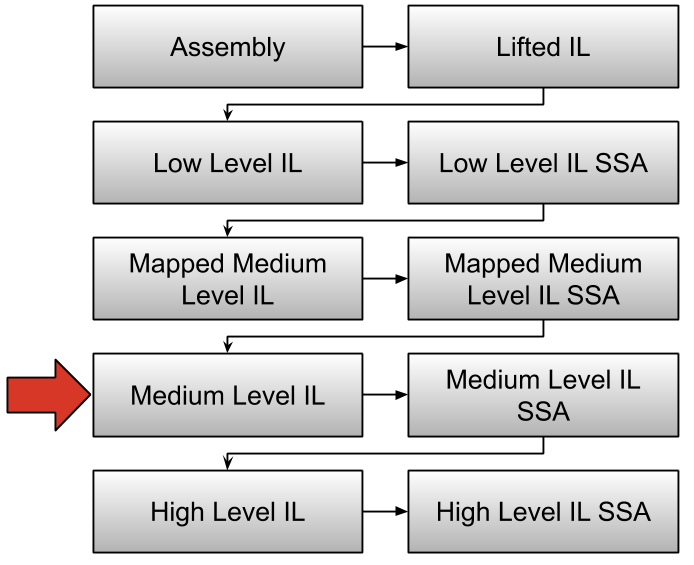 Assembly
Lifted IL
Low Level IL
Low Level IL SSA
Mapped Medium
Level IL
Mapped Medium
Level IL SSA
Medium Level IL
Medium Level IL
SSA
High Level IL
High Level IL SSA